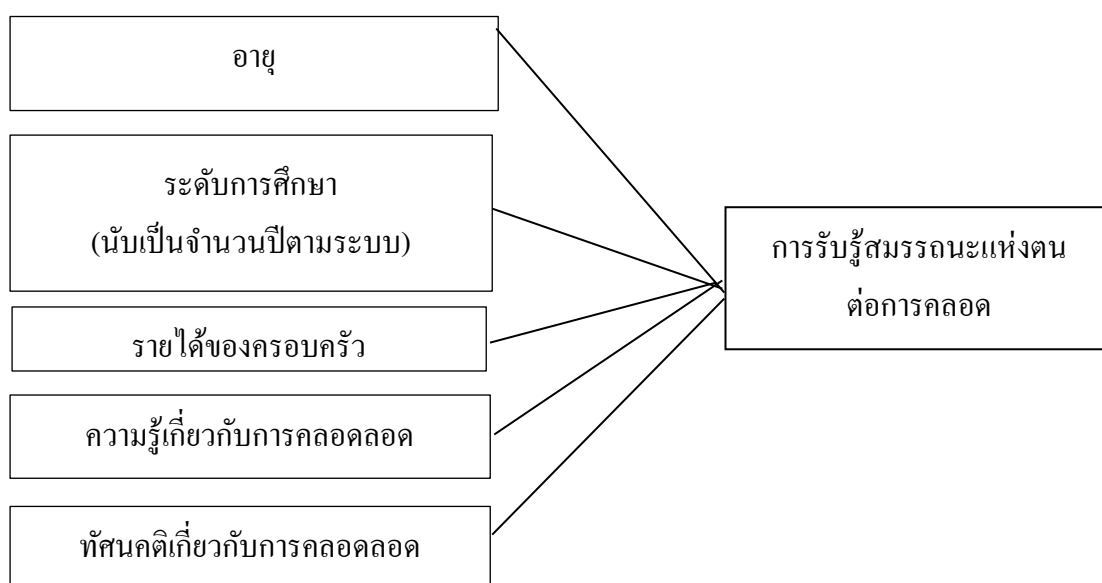 อายุ
ระดับการศึกษา
(นับเป็นจำนวนปีตามระบบ)
รายได้ของครอบครัว
ความรู้เกี่ยวกับการคลอดลอด
ทัศนคติเกี่ยวกับการคลอดลอด
การรับรู้สมรรถนะแห่งตน
ต่อการคลอด